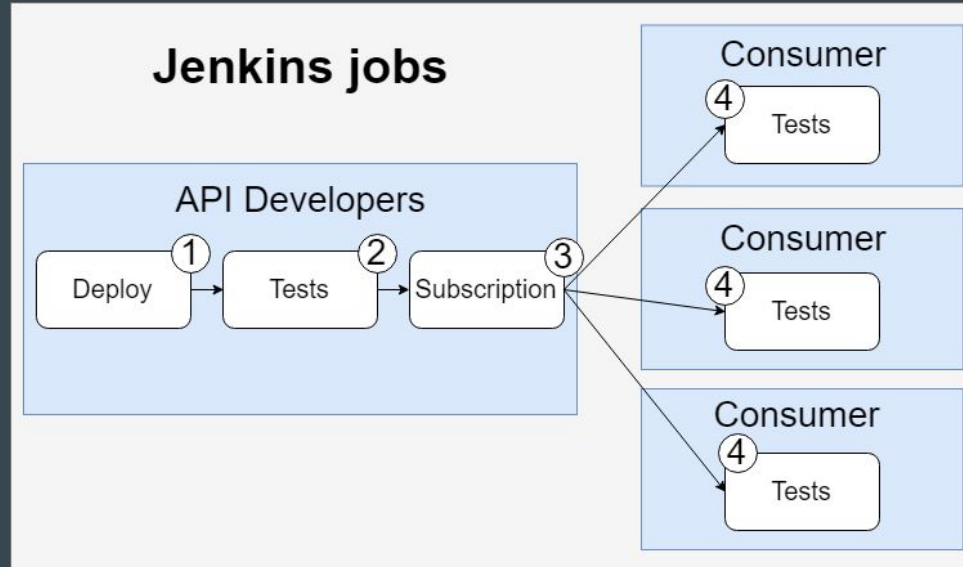 Jenkins jobs
API Developers
1
Deploy
2
Tests
3
Subscription
Consumer
4
Tests
Consumer
4
Tests
Consumer
4
Tests